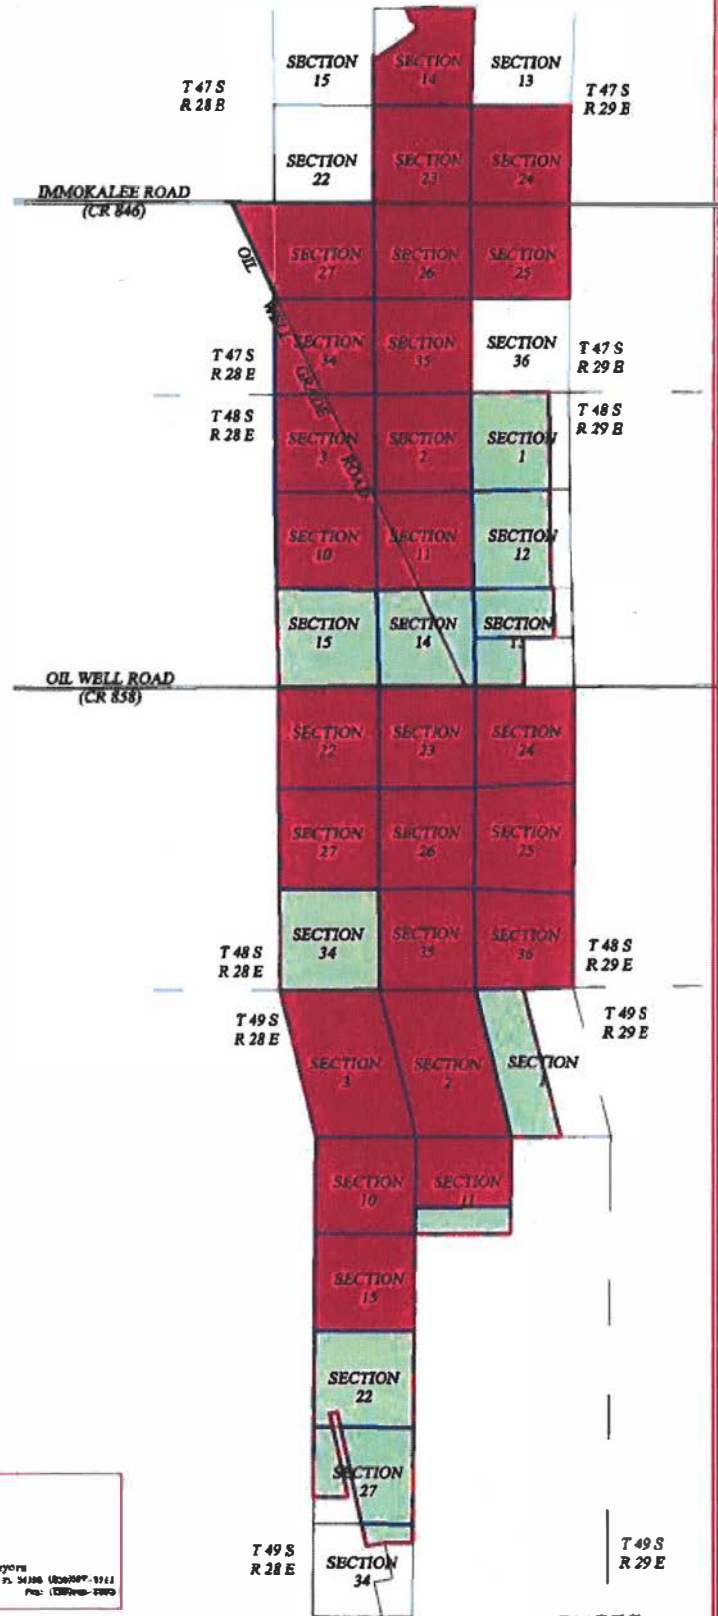 SECTION
15
SECTION
14
SECTION
13
T 47 S
R 28 E
T 47 S
R 29 E
SECTION
22
SECTION
23
SECTION
24
IMMOKALEE ROAD
(CR 846)
OIL WELL GRADE ROAD
SECTION
27
SECTION
26
SECTION
25
SECTION
34
SECTION
35
SECTION
36
T 47 S
R 28 E
T 47 S
R 29 E
T 48 S
R 28 E
T 48 S
R 29 E
SECTION
3
SECTION
2
SECTION
1
SECTION
10
SECTION
11
SECTION
12
SECTION
15
SECTION
14
SECTION
13
OIL WELL ROAD
(CR 858)
SECTION
22
SECTION
23
SECTION
24
SECTION
27
SECTION
26
SECTION
25
SECTION
34
SECTION
35
SECTION
36
T 48 S
R 28 E
T 48 S
R 29 E
T 49 S
R 28 E
T 49 S
R 29 E
SECTION
3
SECTION
2
SECTION
1
SECTION
10
SECTION
11
SECTION
15
SECTION
22
SECTION
27
T 49 S
R 28 E
SECTION
34
T 49 S
R 29 E